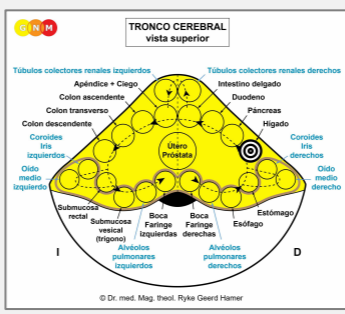 G N M
TRONCO CEREBRAL
vista superior
Túbulos colectores renales izquierdos
Túbulos colectores renales derechos
Apéndice + Ciego
Intestino delgado
Colon ascendente
Duodeno
Colon transverso
Páncreas
Colon descendente
Hígado
Coroides
Iris
izquierdos
Útero
Próstata
Coroides
Iris
derechos
Oído
medio
izquierdo
Oído
medio
derecho
Submucosa
rectal
Submucosa
vesical
(trigono)
Boca
Faringe
izquierdas
Boca
Faringe
derechas
Esófago
Estómago
Alvéolos
pulmonares
izquierdos
Alvéolos
pulmonares
derechos
I
D
© Dr. med. Mag. theol. Ryke Geerd Hamer